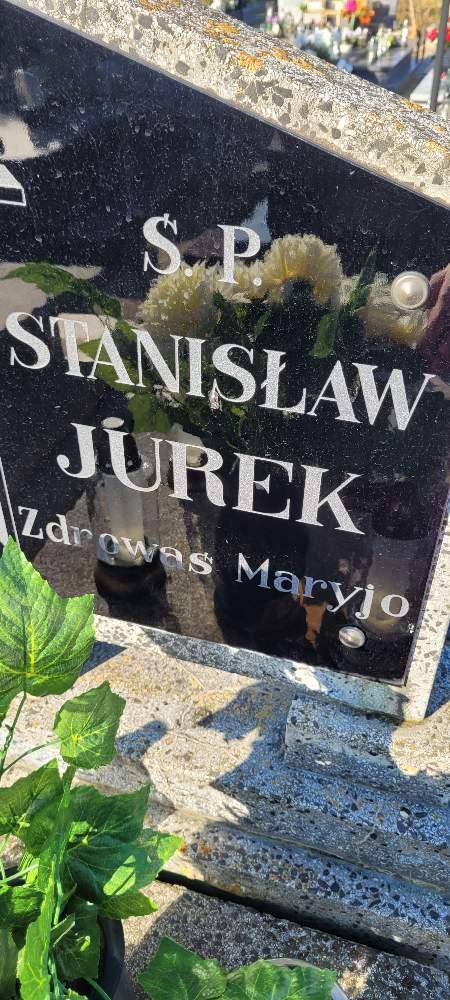 Ś.P.
STANISŁAW
JUREK
Zdrowaś Maryjo